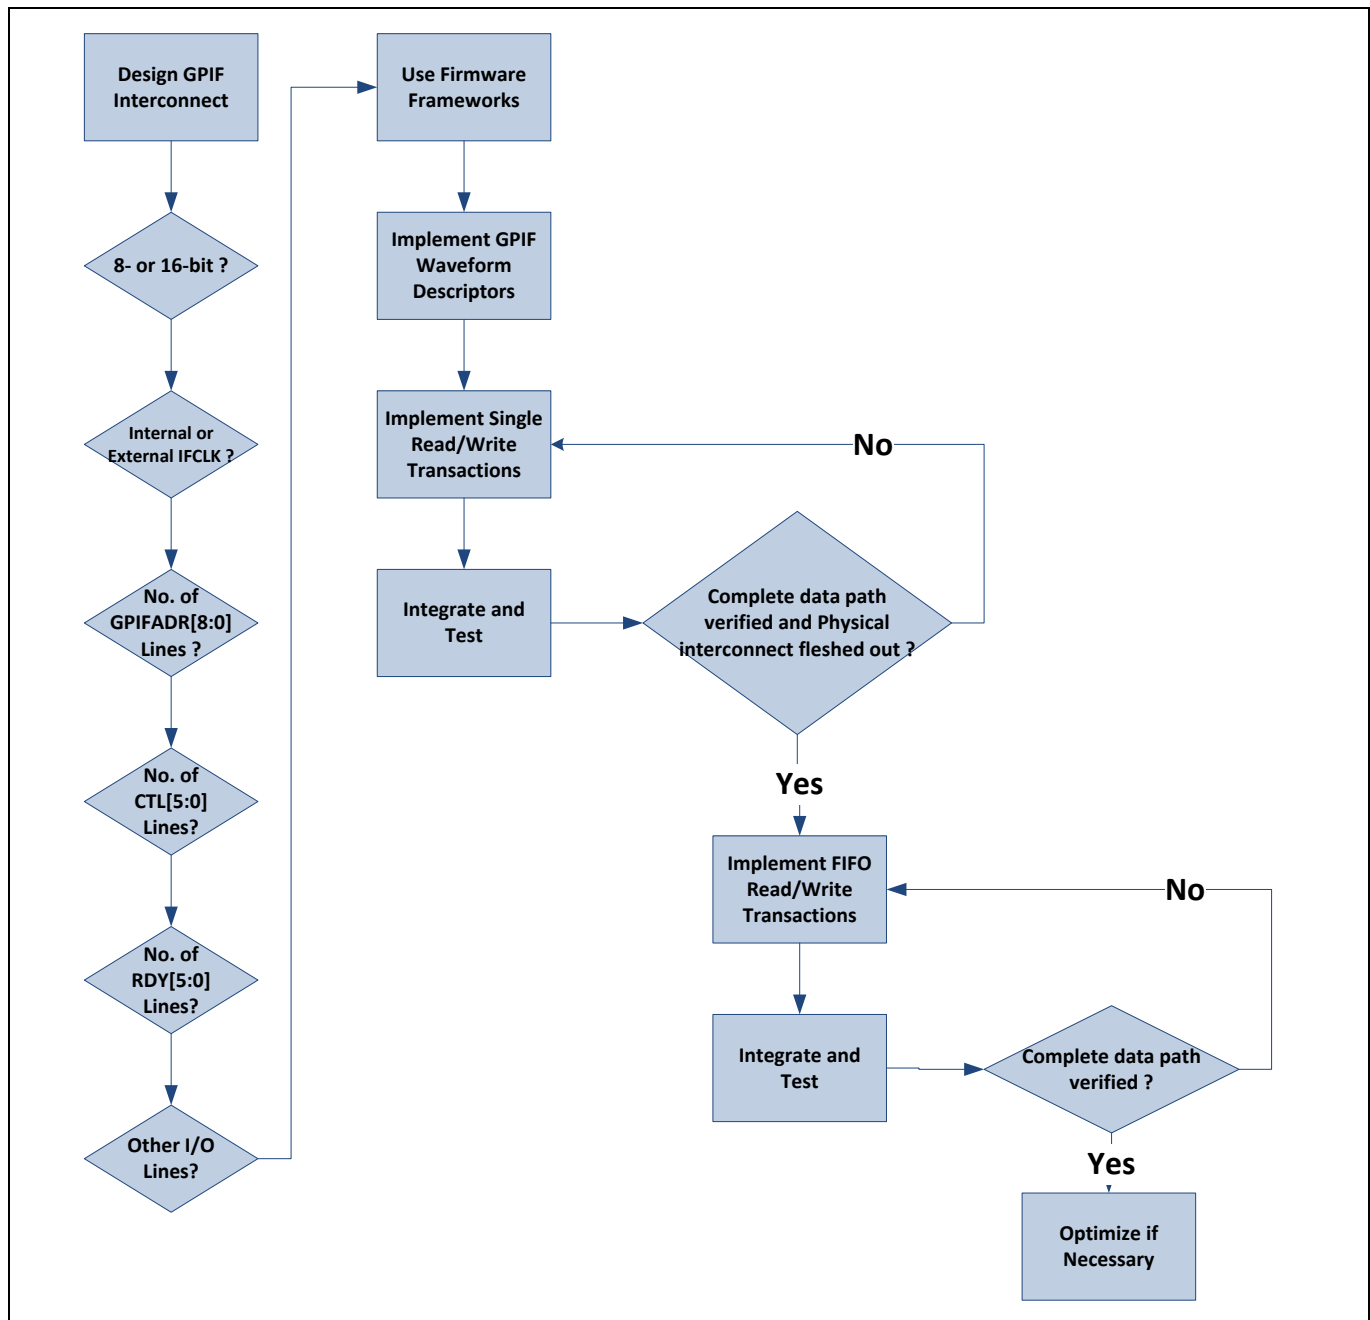 Design GPIF
Interconnect
8- or 16-bit ?
Internal or
External IFCLK ?
No. of
GPIFADR[8:0]
Lines ?
No. of
CTL[5:0]
Lines?
No. of
RDY[5:0]
Lines?
Other I/O
Lines?
Use Firmware
Frameworks
Implement GPIF
Waveform
Descriptors
Implement Single
Read/Write
Transactions
No
Integrate and
Test
Complete data path
verified and Physical
interconnect fleshed out ?
Yes
Implement FIFO
Read/Write
Transactions
No
Integrate and
Test
Complete data path
verified ?
Yes
Optimize if
Necessary